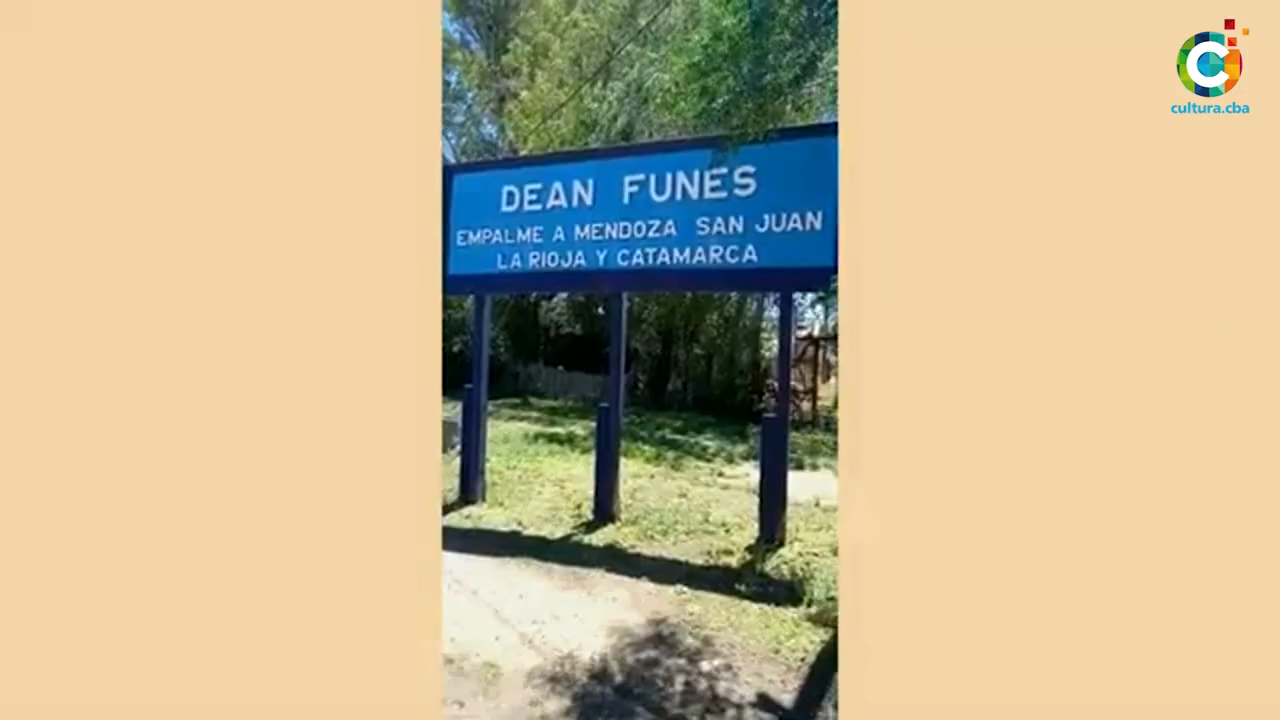 DEAN FUNES
EMPALME A MENDOZA SAN JUAN
LA RIOJA Y CATAMARCA
C
cultura.cba